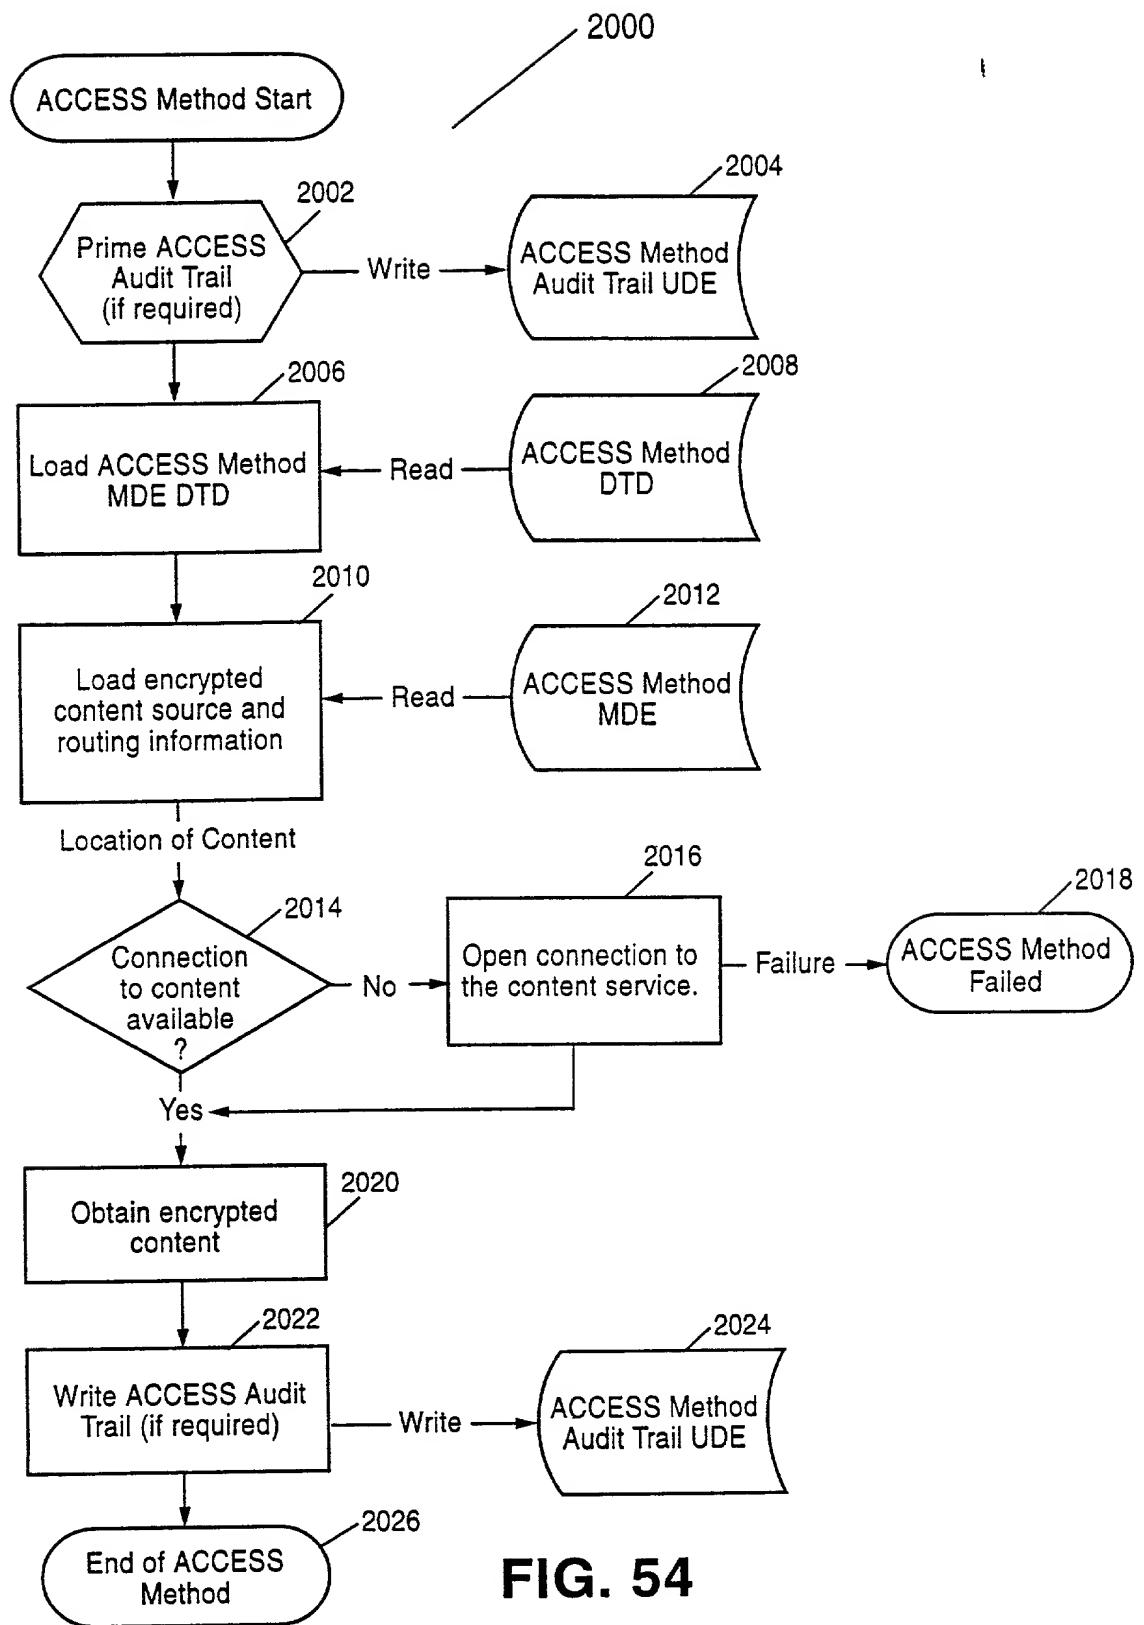 2000
ACCESS Method Start
2002
2004
Prime ACCESS
Audit Trail
(if required)
Write
ACCESS Method
Audit Trail UDE
2006
2008
Load ACCESS Method
MDE DTD
Read
ACCESS Method
DTD
2010
2012
Load encrypted
content source and
routing information
Read
ACCESS Method
MDE
Location of Content
2014
2016
2018
Connection
to content
available
?
No
Open connection to
the content service.
Failure
ACCESS Method
Failed
Yes
2020
Obtain encrypted
content
2022
2024
Write ACCESS Audit
Trail (if required)
Write
ACCESS Method
Audit Trail UDE
2026
End of ACCESS
Method
FIG. 54